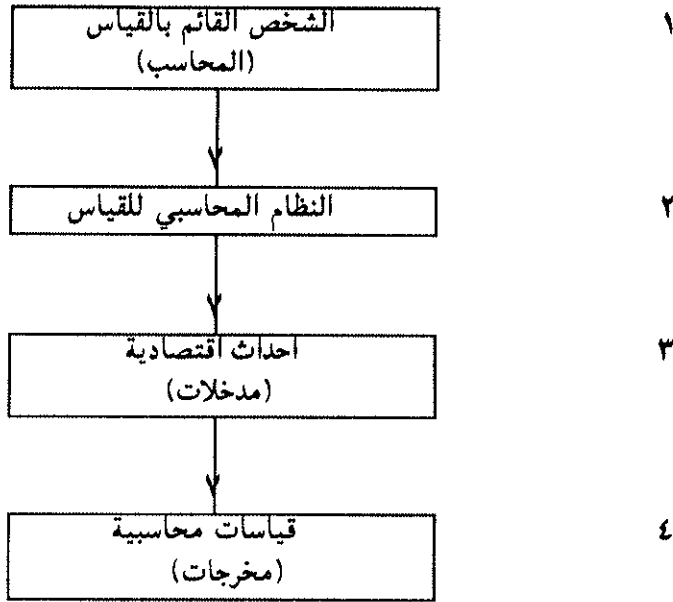 ١ الشخص القائم بالقياس
(المحاسب)
٢ النظام المحاسبي للقياس
٣ احداث اقتصادية
(مدخلات)
٤ قياسات محاسبية
(مخرجات)